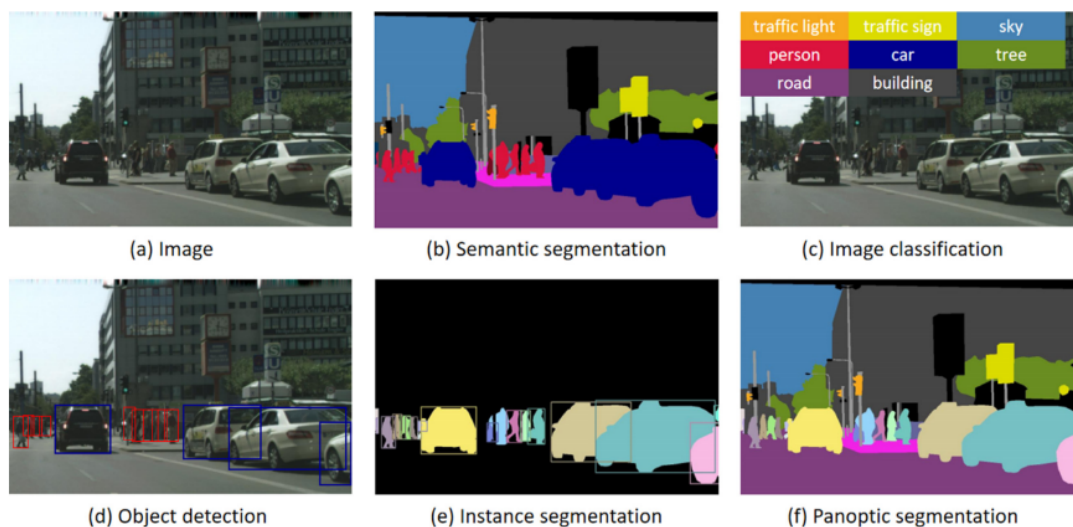 traffic light traffic sign sky
person car tree
road building
(a) Image (b) Semantic segmentation (c) Image classification
(d) Object detection (e) Instance segmentation (f) Panoptic segmentation